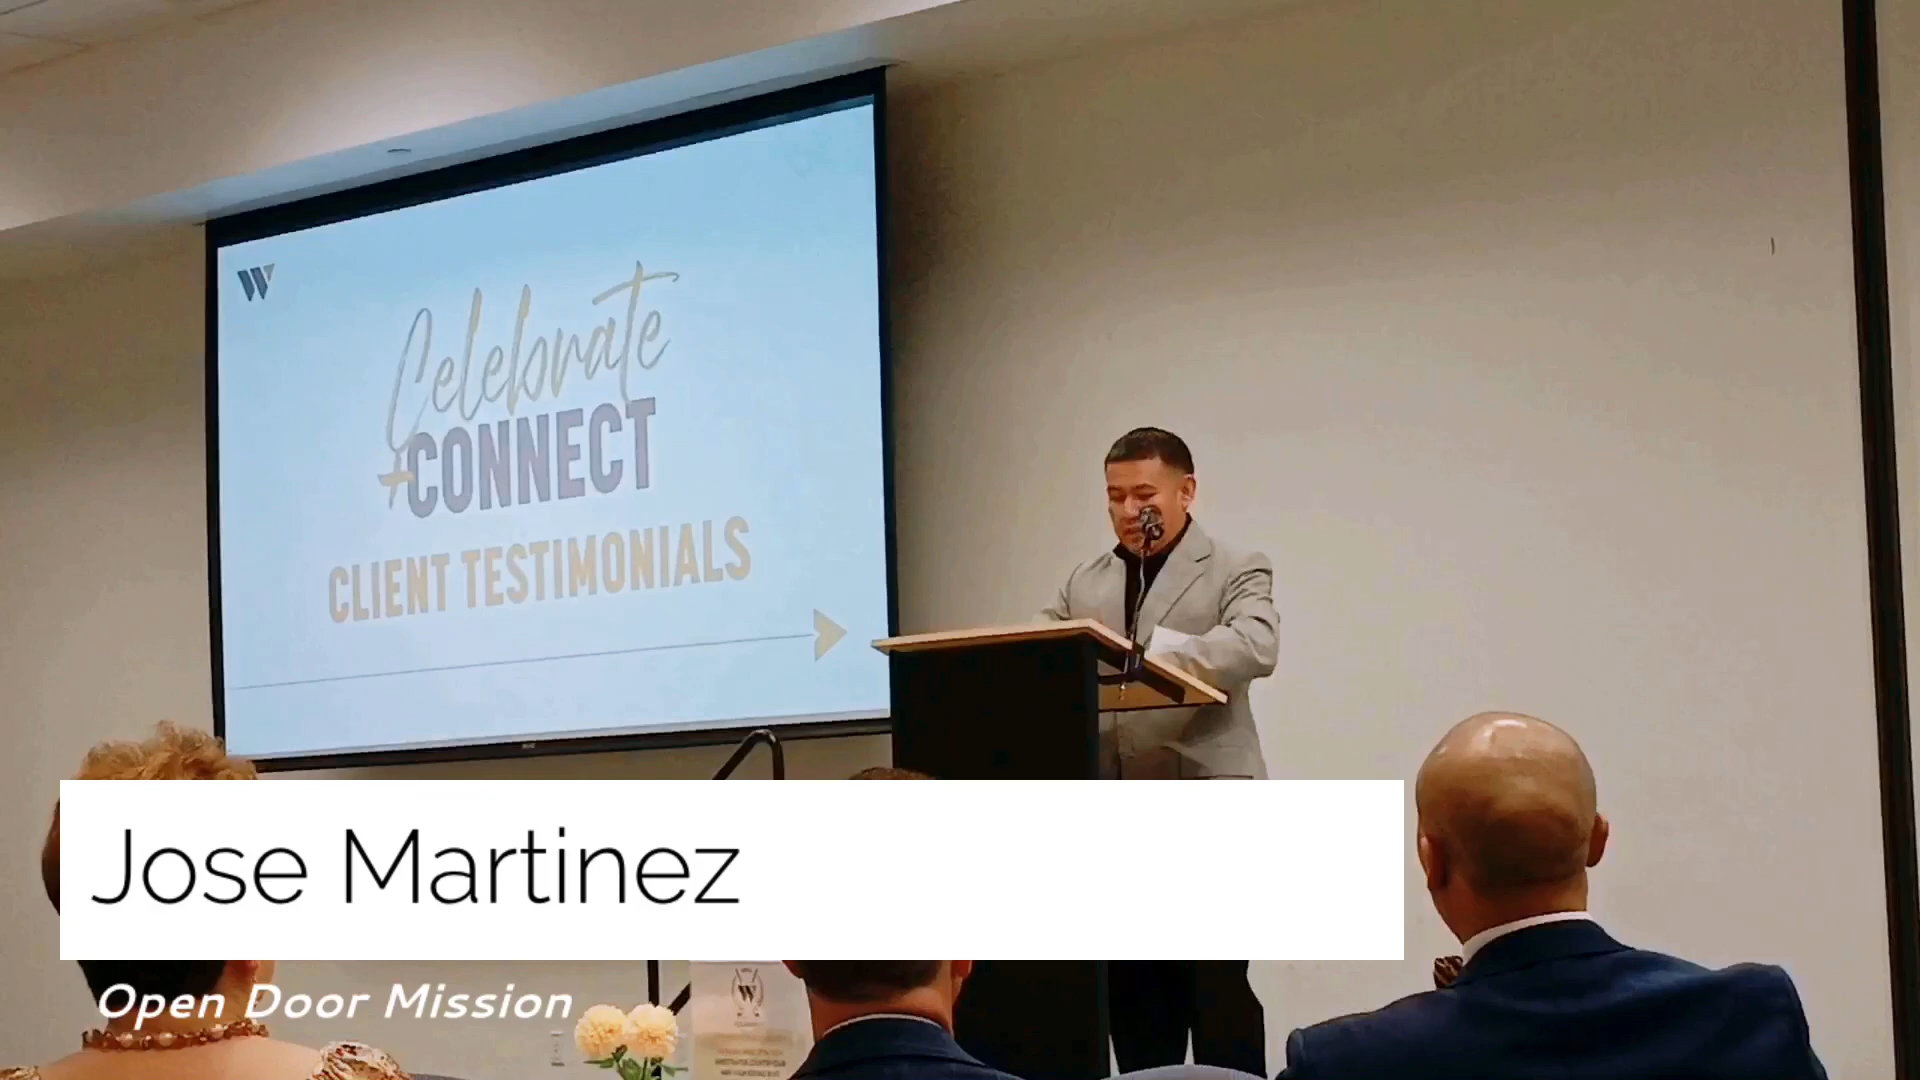 W
Celebrate
+CONNECT
CLIENT TESTIMONIALS
Jose Martinez
Open Door Mission
W